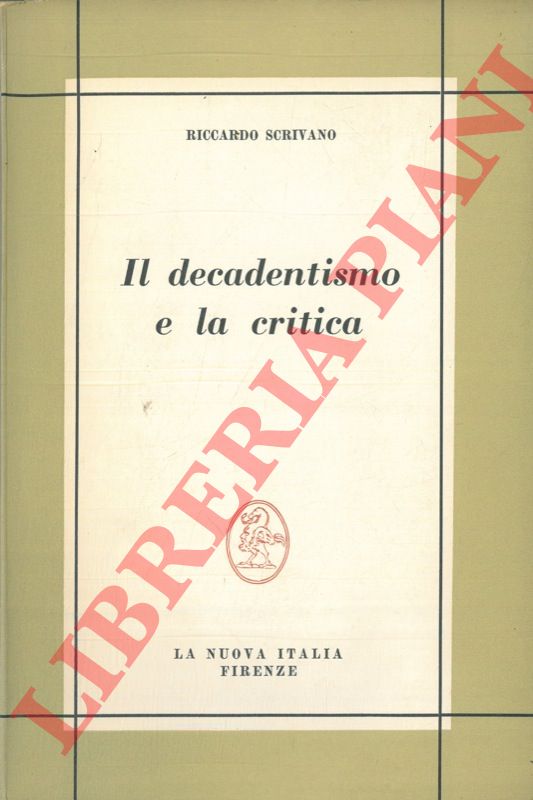 RICCARDO SCRIVANO
Il decadentismo
e la critica
LA NUOVA ITALIA
FIRENZE
LIBRERIA PIANI